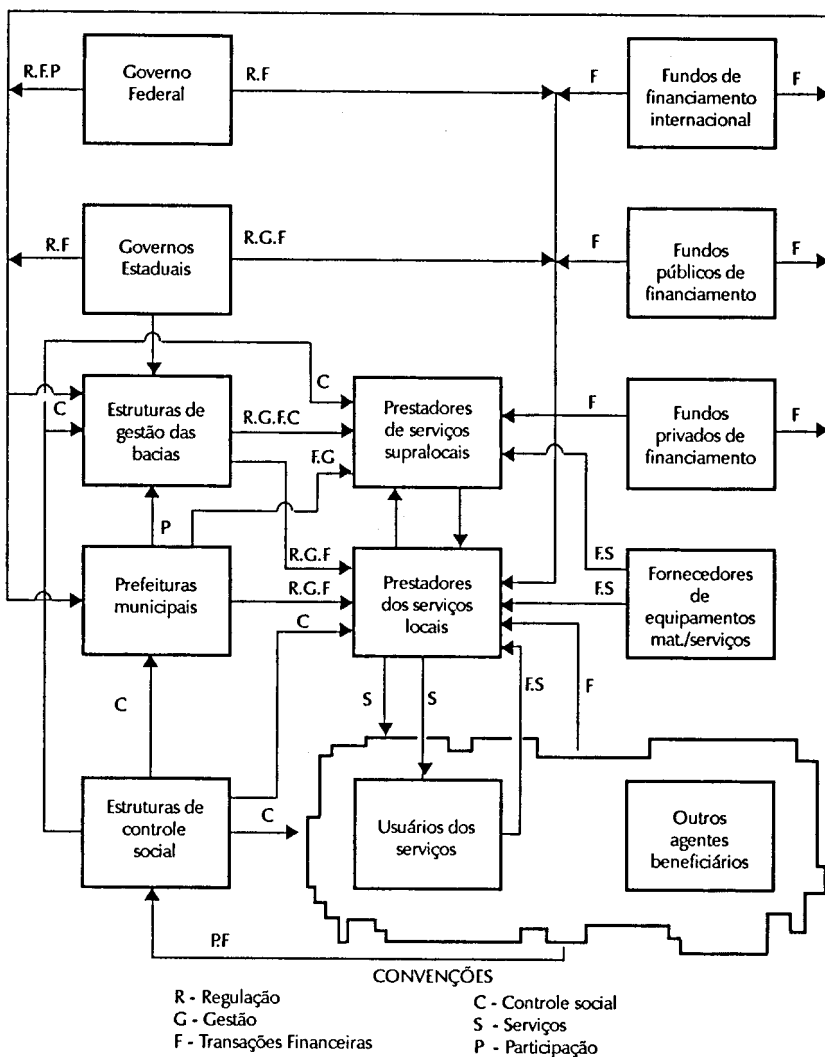 R.F.P
Governo
Federal
R.F
F
Fundos de
financiamento
internacional
F
R.F
Governos
Estaduais
R.G.F
F
Fundos
públicos de
financiamento
F
C
Estruturas de
gestão das
bacias
R.G.F.C
C
Prestadores
de serviços
supralocais
F
Fundos
privados de
financiamento
F
F.G
P
Prefeituras
municipais
R.G.F
R.G.F
C
Prestadores
dos serviços
locais
F.S
F.S
Fornecedores
de
equipamentos
mat./serviços
C
S
S
F.S
F
Estruturas de
controle
social
C
Usuários dos
serviços
Outros
agentes
beneficiários
P.F
CONVENÇÕES
R - Regulação
G - Gestão
F - Transações Financeiras
C - Controle social
S - Serviços
P - Participação